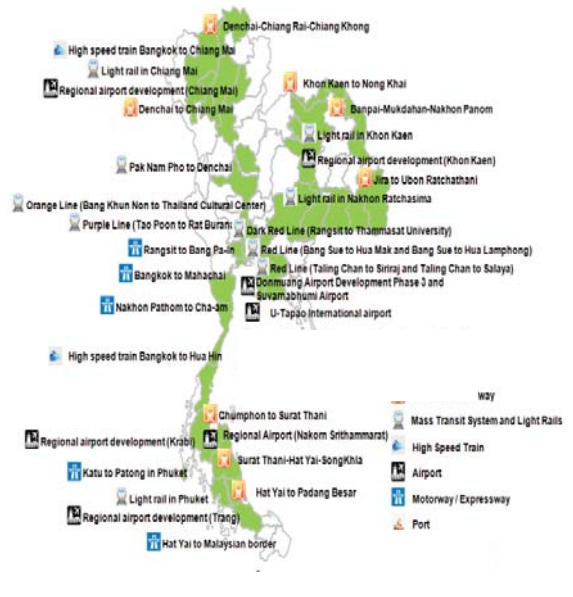 Denchai-Chiang Rai-Chiang Khong
High speed train Bangkok to Chiang Mai
Light rail in Chiang Mai
Regional airport development (Chiang Mai)
Denchai to Chiang Mai
Khon Kaen to Nong Khai
Banpai-Mukdahan-Nakhon Panom
Light rail in Khon Kaen
Regional airport development (Khon Kaen)
Pak Nam Pho to Denchai
Jira to Ubon Ratchathani
Light rail in Nakhon Ratchasima
Orange Line (Bang Khun Non to Thailand Cultural Center)
Purple Line (Tao Poon to Rat Burana
Dark Red Line (Rangsit to Thammasat University)
Rangsit to Bang Pa-In
Red Line (Bang Sue to Hua Mak and Bang Sue to Hua Lamphong)
Red Line (Taling Chan to Siriraj and Taling Chan to Salaya)
Bangkok to Mahachai
Donmuang Airport Development Phase 3 and
Suvarnabhumi Airport
Nakhon Pathom to Cha-am
U-Tapao International airport
High speed train Bangkok to Hua Hin
way
Chumphon to Surat Thani
Mass Transit System and Light Rails
Regional airport development (Krabi)
Regional Airport (Nakorn Srithammarat)
High Speed Train
Surat Thani-Hat Yai-SongKhla
Katu to Patong in Phuket
Airport
Light rail in Phuket
Hat Yai to Padang Besar
Motorway / Expressway
Regional airport development (Trang)
Port
Hat Yai to Malaysian border